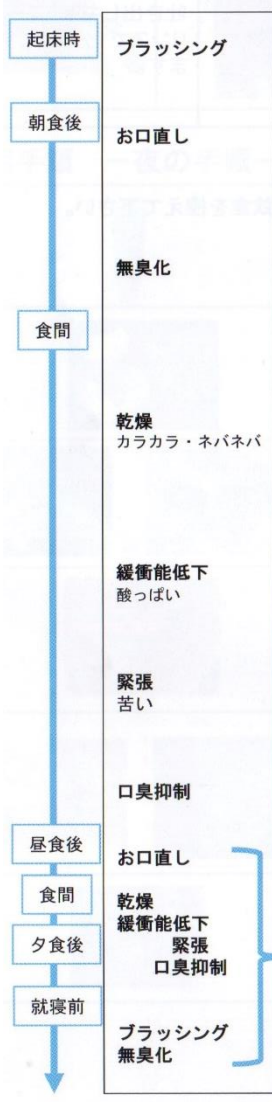 起床時
ブラッシング
朝食後
お口直し
無臭化
食間
乾燥
カラカラ・ネバネバ
緩衝能低下
酸っぱい
緊張
苦い
口臭抑制
昼食後
お口直し
食間
乾燥
緩衝能低下
夕食後
緊張
口臭抑制
就寝前
ブラッシング
無臭化